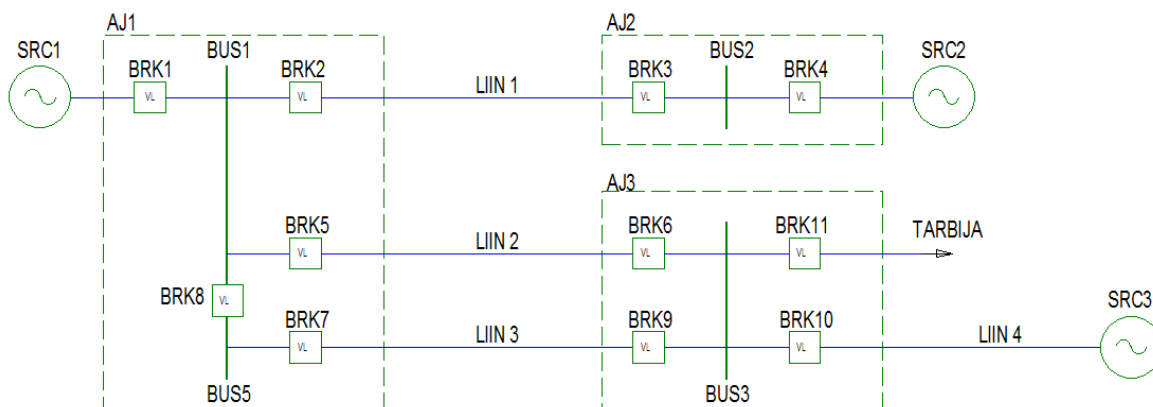 AJ1
AJ2
SRC1
BUS1
BUS2
SRC2
BRK1
BRK2
BRK3
BRK4
VL
VL
LIIN 1
VL
VL
AJ3
BRK5
BRK6
BRK11
TARBIJA
VL
LIIN 2
VL
VL
BRK8
VL
SRC3
BRK7
BRK9
BRK10
VL
LIIN 3
VL
VL
LIIN 4
BUS5
BUS3